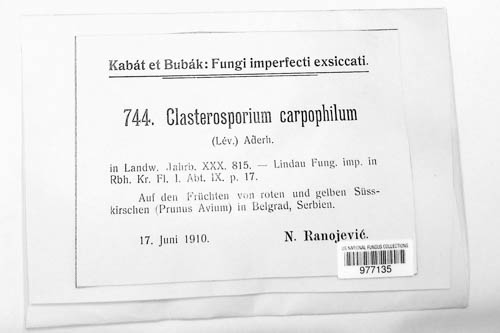 Kabát et Bubák: Fungi imperfecti exsiccati.
744. Clasterosporium carpophilum
(Lév.) Aderh.
in Landw. Jahrb. XXX. 815. — Lindau Fung. imp. in
Rbh. Kr. Fl. I. Abt. IX. p. 17.
Auf den Früchten von roten und gelben Süss-
kirschen (Prunus Avium) in Belgrad, Serbien.
17. Juni 1910. N. Ranojević.
US NATIONAL FUNGUS COLLECTIONS
977135